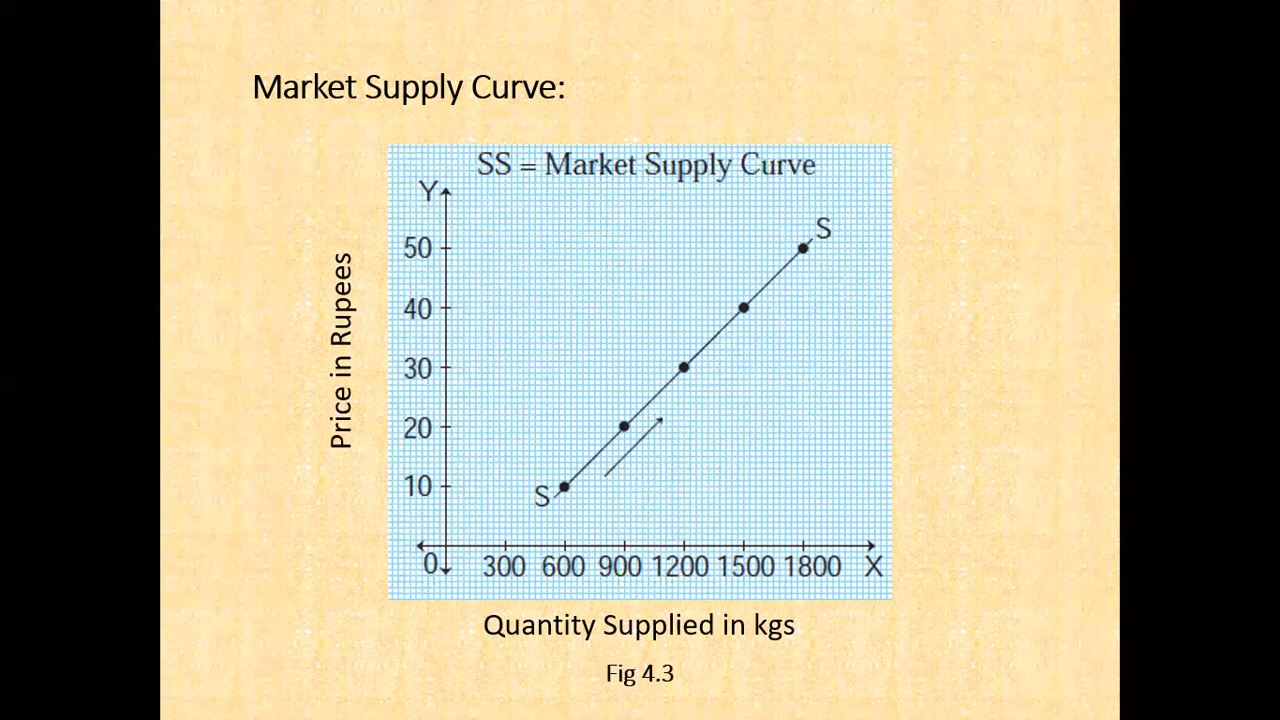 Market Supply Curve:
SS = Market Supply Curve
Y
S
50
40
30
20
10
S
0 300 600 900 1200 1500 1800 X
Price in Rupees
Quantity Supplied in kgs
Fig 4.3